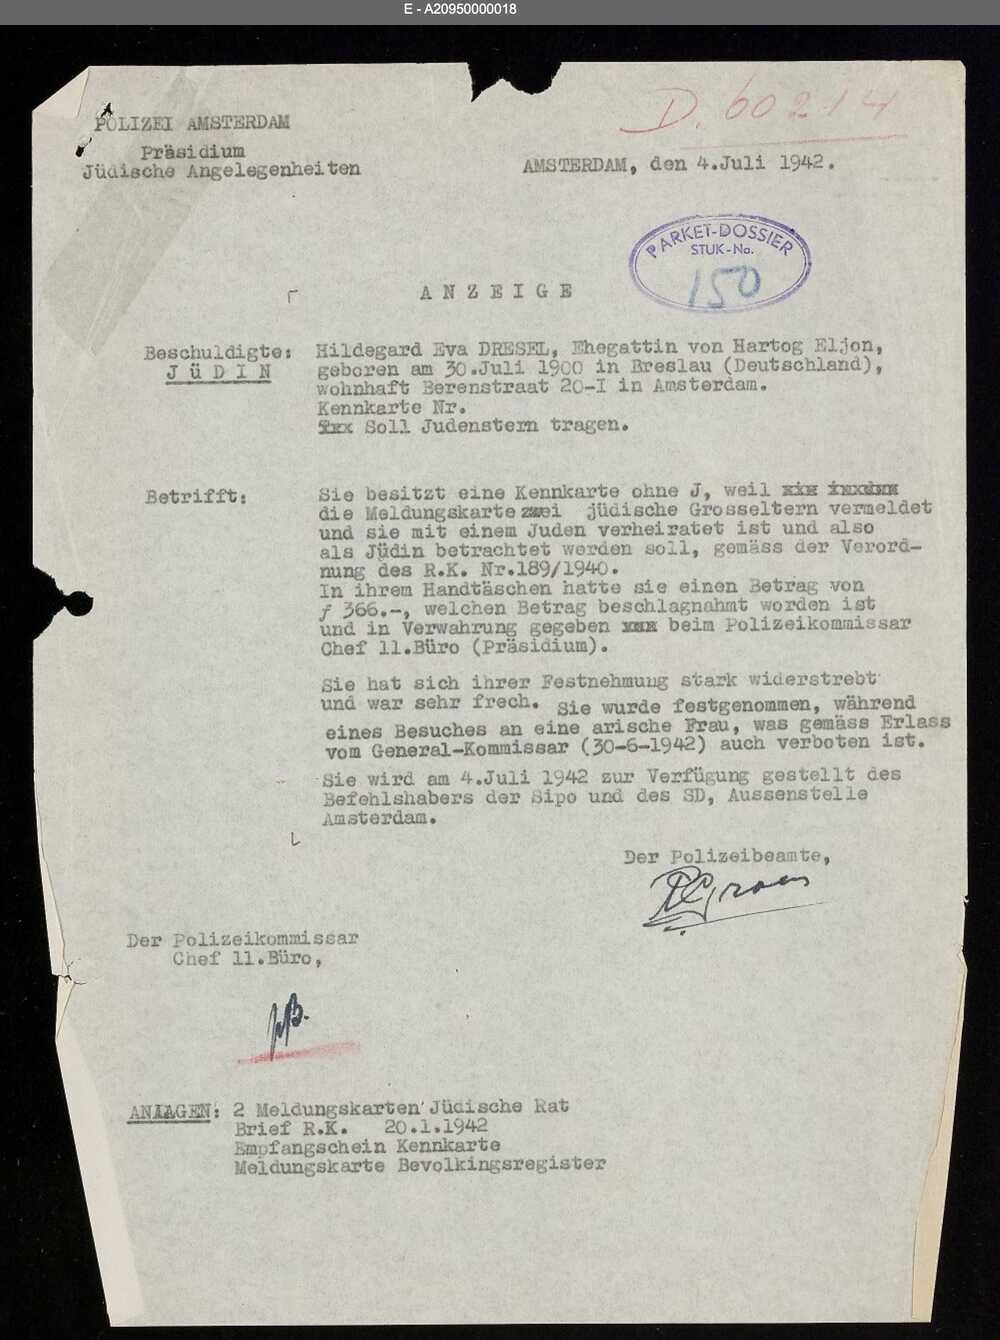 E - A20950000018
D. 60214
POLIZEI AMSTERDAM
Präsidium
Jüdische Angelegenheiten
AMSTERDAM, den 4.Juli 1942.
PARKET-DOSSIER
STUK-No.
150
A N Z E I G E
Beschuldigte: Hildegard Eva DRESEL, Ehegattin von Hartog Eljon,
J Ü D I N geboren am 30.Juli 1900 in Breslau (Deutschland),
wohnhaft Berenstraat 20-I in Amsterdam.
Kennkarte Nr.
Soll Judenstern tragen.
Betrifft: Sie besitzt eine Kennkarte ohne J, weil
die Meldungskarte zwei jüdische Grosseltern vermeldet
und sie mit einem Juden verheiratet ist und also
als Jüdin betrachtet werden soll, gemäss der Verord-
nung des R.K. Nr.189/1940.
In ihrem Handtäschen hatte sie einen Betrag von
ƒ 366.-, welchen Betrag beschlagnahmt worden ist
und in Verwahrung gegeben xxx beim Polizeikommissar
Chef 11.Büro (Präsidium).
Sie hat sich ihrer Festnehmung stark widerstrebt
und war sehr frech. Sie wurde festgenommen, während
eines Besuches an eine arische Frau, was gemäss Erlass
vom General-Kommissar (30-6-1942) auch verboten ist.
Sie wird am 4.Juli 1942 zur Verfügung gestellt des
Befehlshabers der Sipo und des SD, Aussenstelle
Amsterdam.
Der Polizeibeamte,
Der Polizeikommissar
Chef 11.Büro,
ANLAGEN: 2 Meldungskarten Jüdische Rat
Brief R.K. 20.1.1942
Empfangschein Kennkarte
Meldungskarte Bevolkingsregister